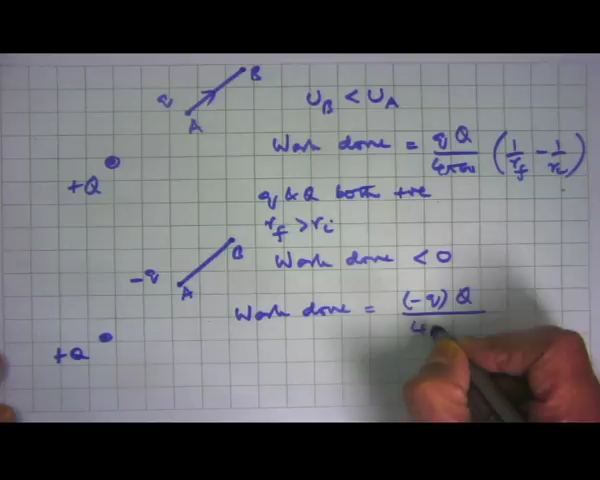 B
q
A
U_B < U_A
Work done = qQ/4πε₀ (1/r_f − 1/r_i)
+Q
q & Q both +ve
r_f > r_i
B
Work done < 0
−q
A
Work done = (−q) Q / 4π
+Q